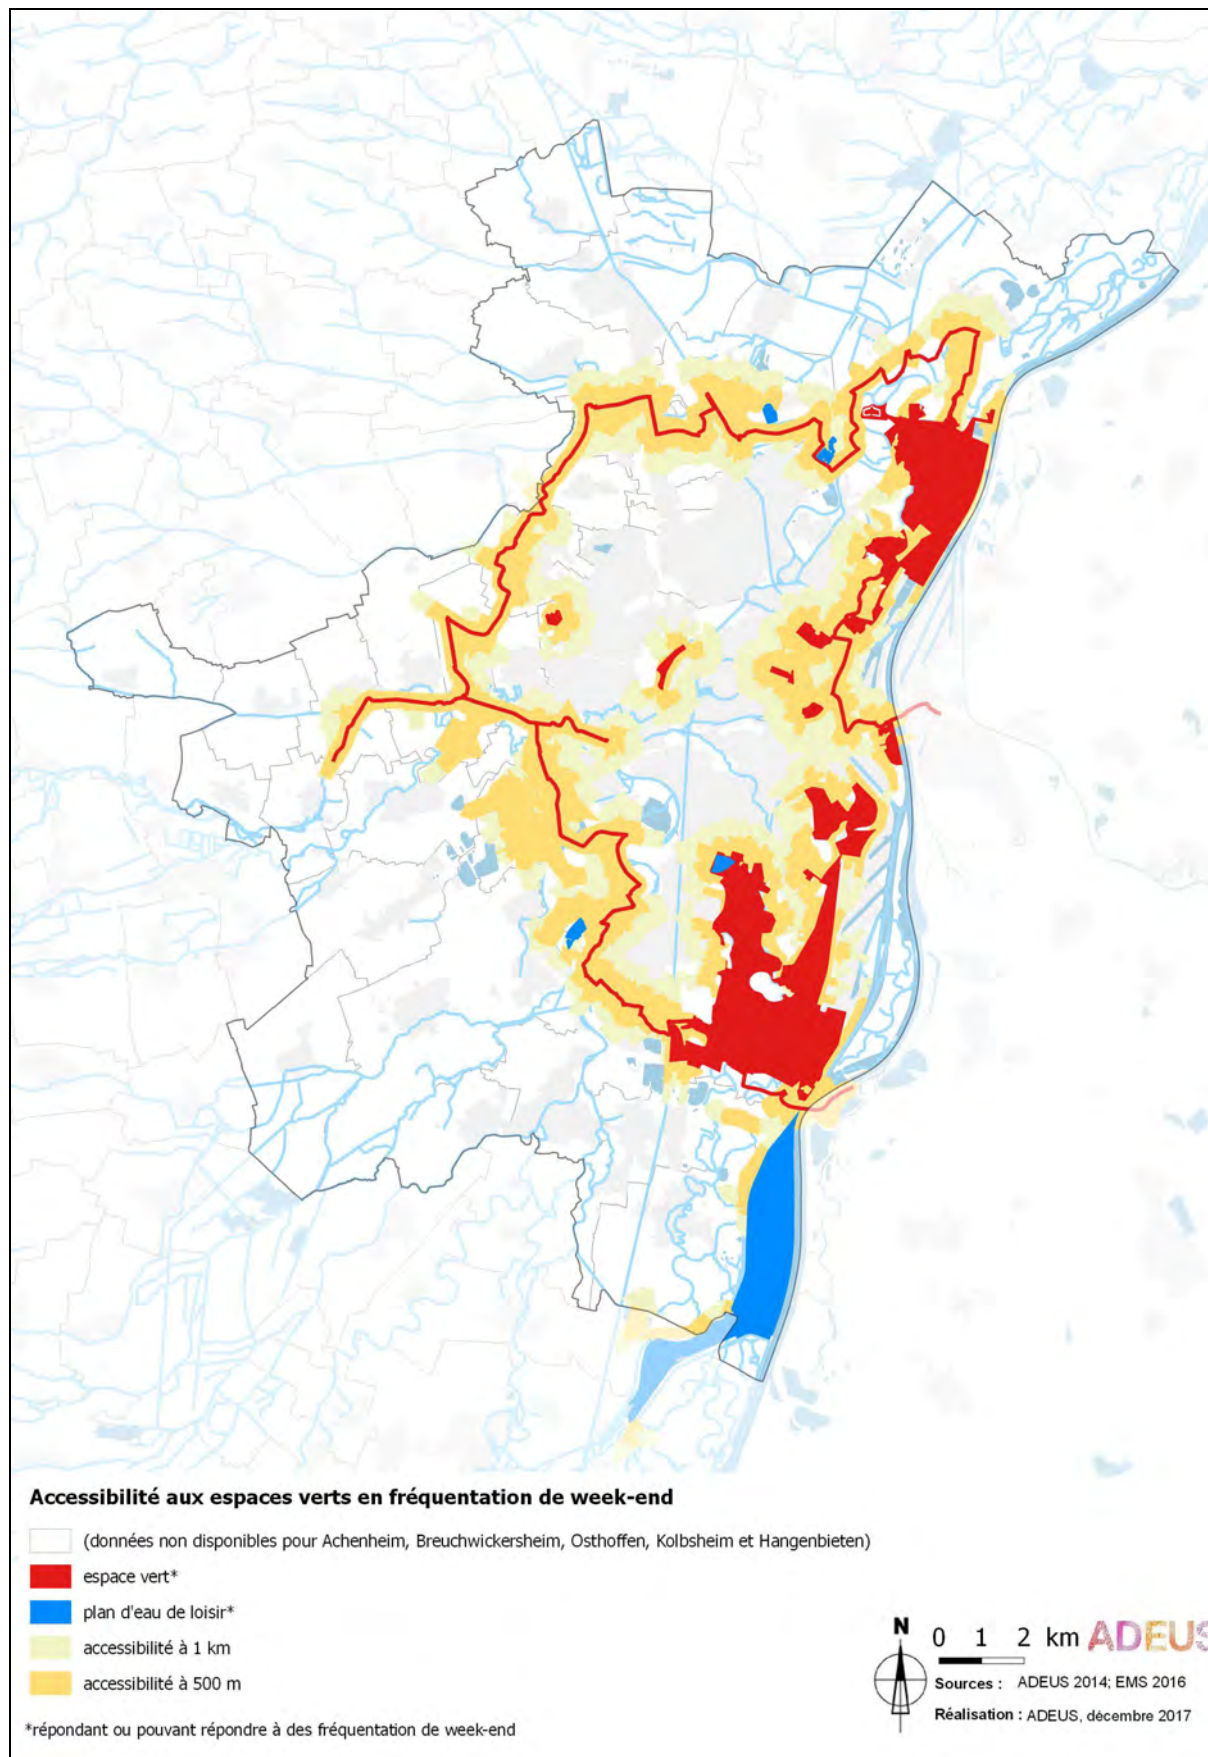 Accessibilité aux espaces verts en fréquentation de week-end
(données non disponibles pour Achenheim, Breuchwickersheim, Osthoffen, Kolbsheim et Hangenbieten)
espace vert*
plan d'eau de loisir*
accessibilité à 1 km
accessibilité à 500 m
*répondant ou pouvant répondre à des fréquentation de week-end
N
0 1 2 km ADEUS
Sources : ADEUS 2014; EMS 2016
Réalisation : ADEUS, décembre 2017